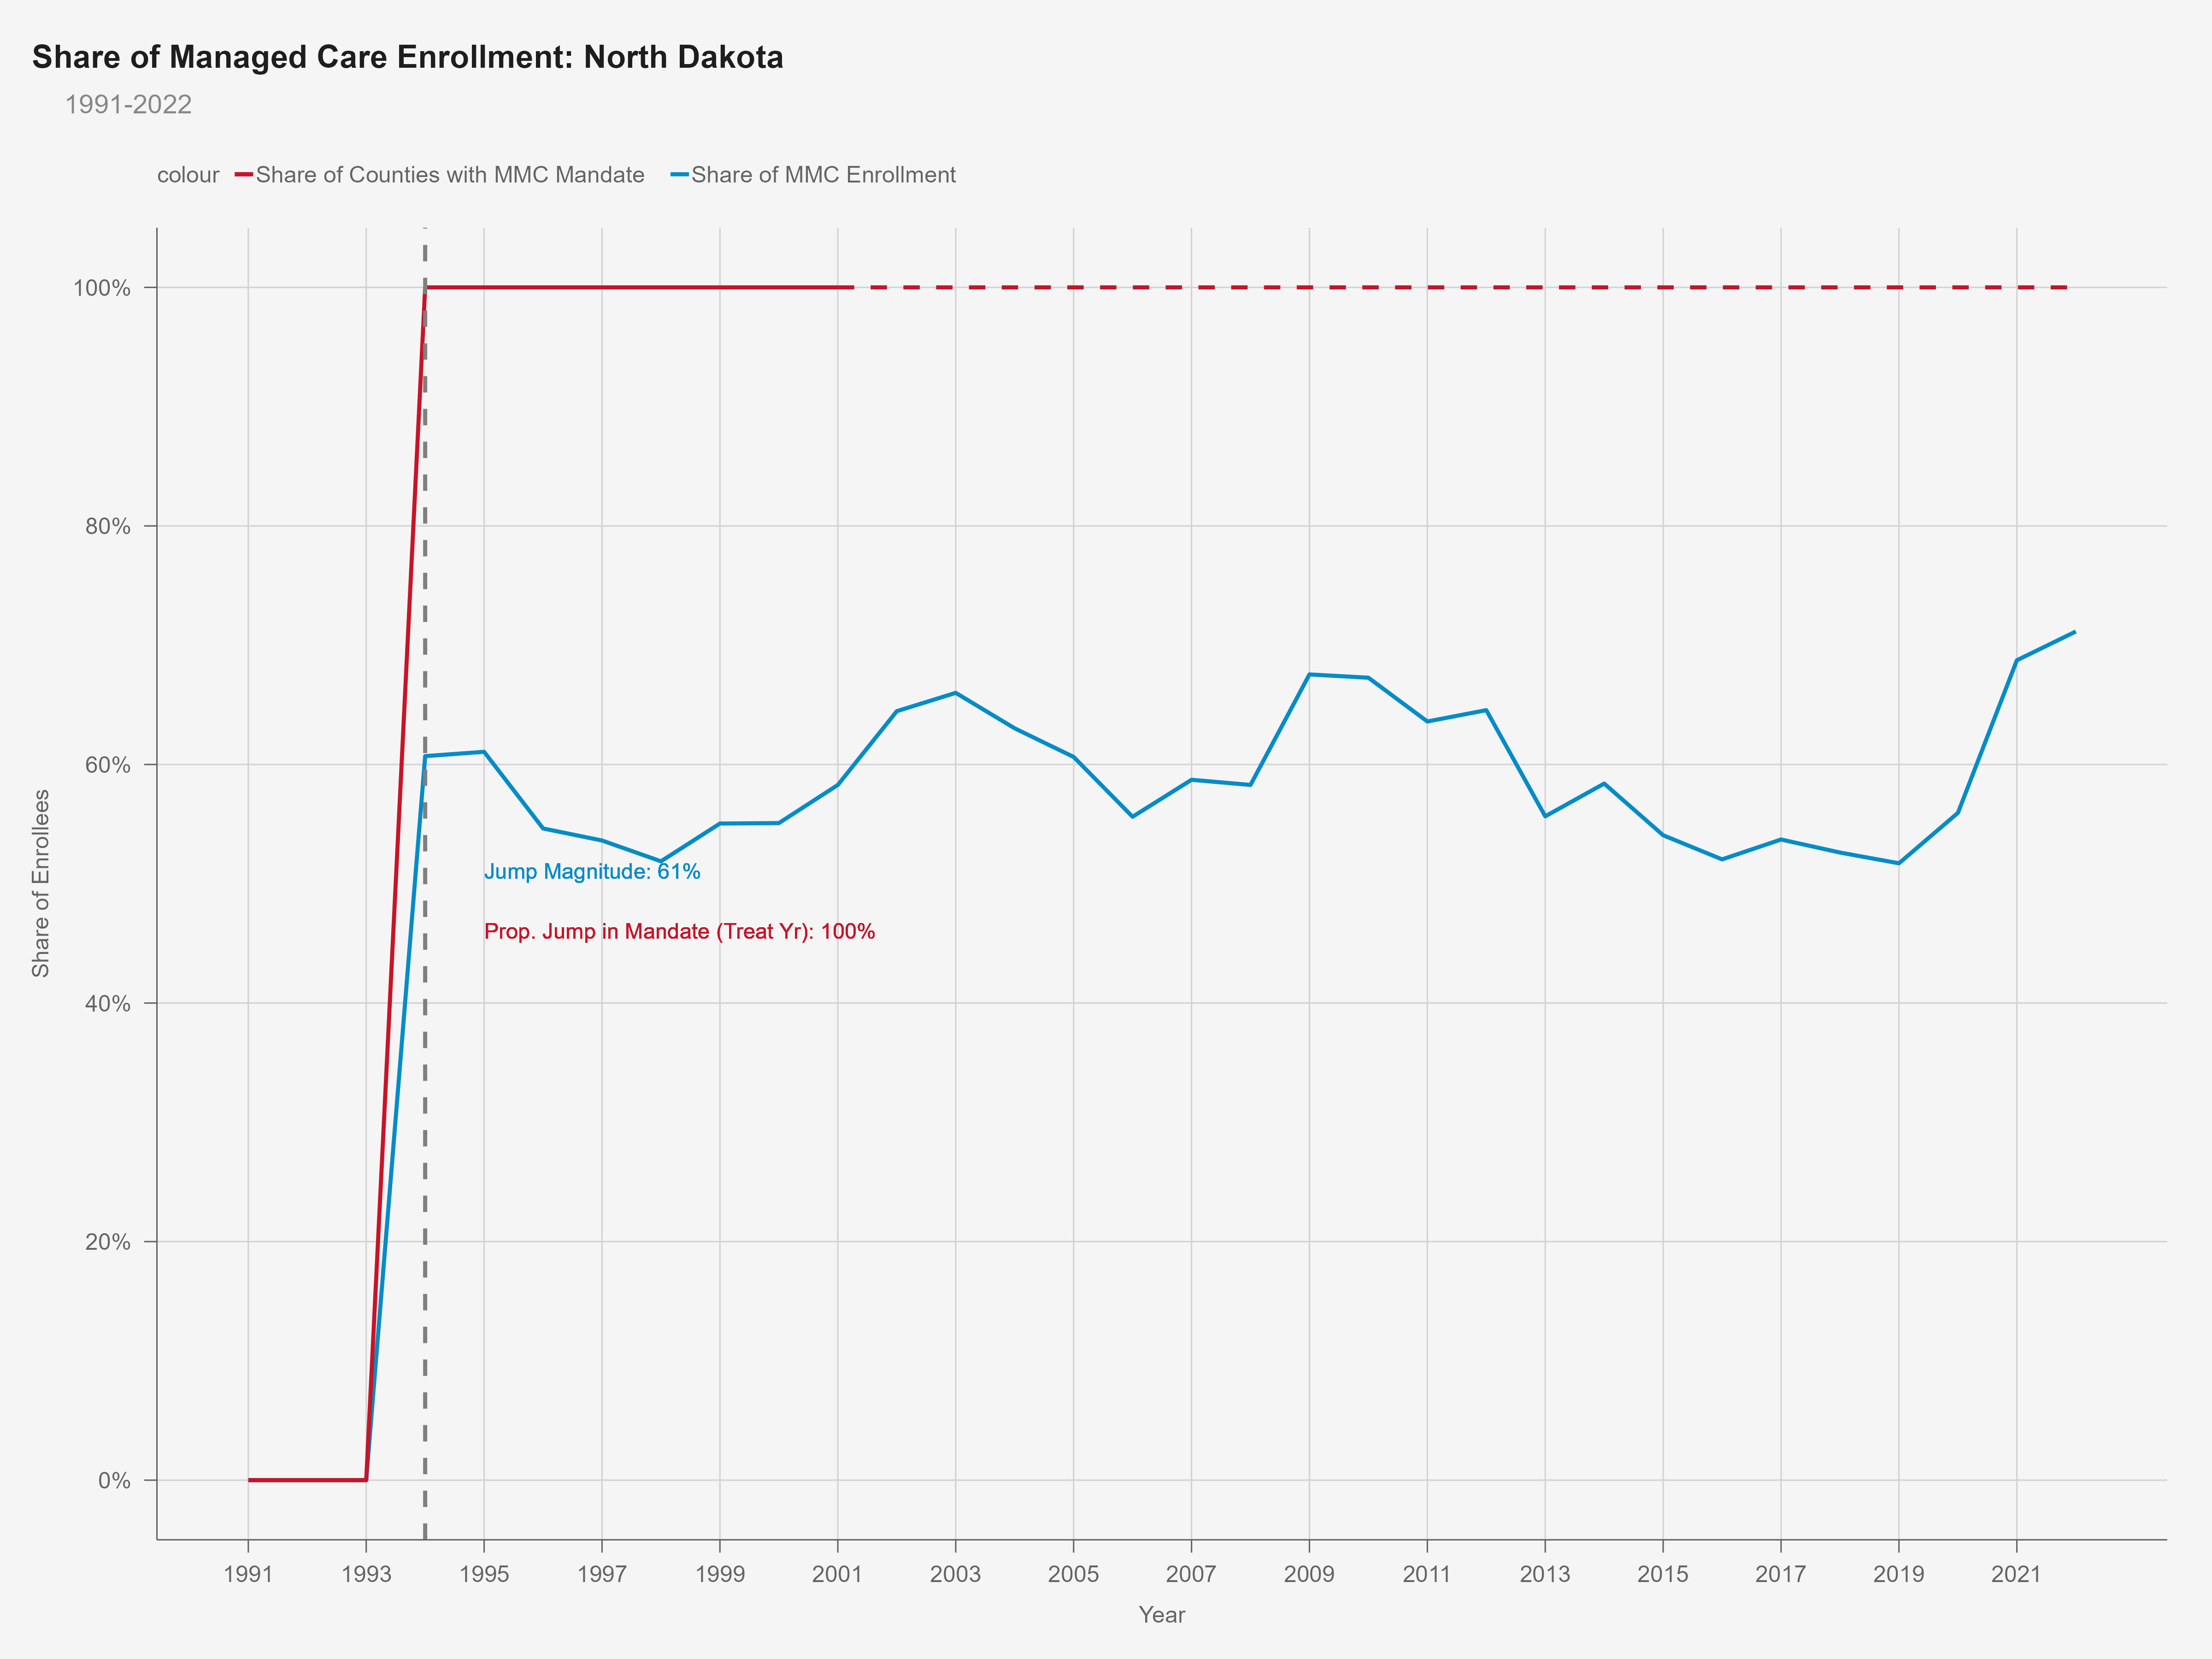 Share of Managed Care Enrollment: North Dakota
1991-2022
colour Share of Counties with MMC Mandate Share of MMC Enrollment
100%
80%
60%
40%
20%
0%
Share of Enrollees
Jump Magnitude: 61%
Prop. Jump in Mandate (Treat Yr): 100%
1991 1993 1995 1997 1999 2001 2003 2005 2007 2009 2011 2013 2015 2017 2019 2021
Year